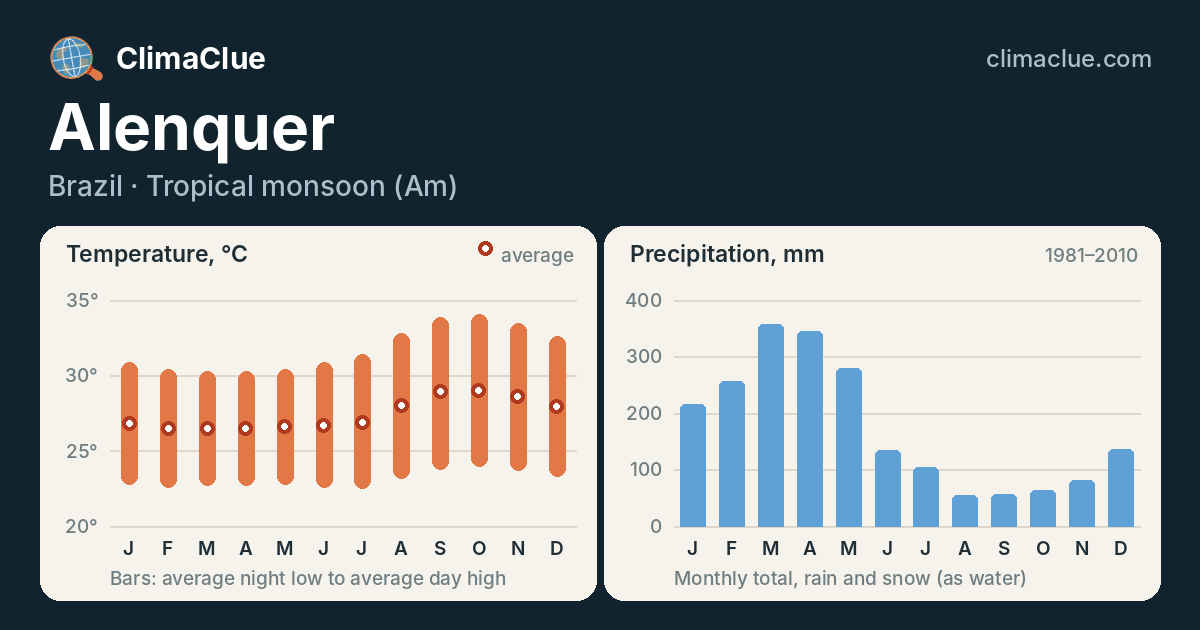 ClimaClue
climaclue.com
Alenquer
Brazil · Tropical monsoon (Am)
Temperature, °C
average
35°
30°
25°
20°
J F M A M J J A S O N D
Bars: average night low to average day high
Precipitation, mm
1981–2010
400
300
200
100
0
J F M A M J J A S O N D
Monthly total, rain and snow (as water)